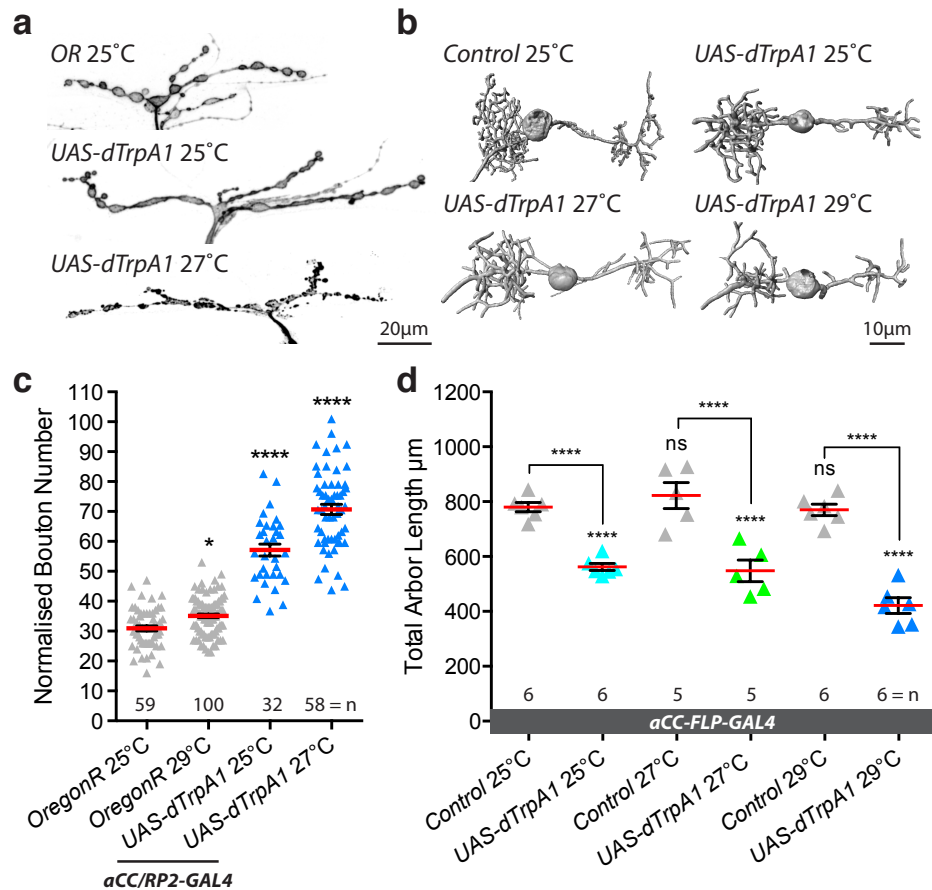 a
OR 25°C
UAS-dTrpA1 25°C
UAS-dTrpA1 27°C
20µm
b
Control 25°C
UAS-dTrpA1 25°C
UAS-dTrpA1 27°C
UAS-dTrpA1 29°C
10µm
c
Normalised Bouton Number
110
100
90
80
70
60
50
40
30
20
10
0
*
****
****
59 100 32 58 = n
OregonR 25°C
OregonR 29°C
UAS-dTrpA1 25°C
UAS-dTrpA1 27°C
aCC/RP2-GAL4
d
Total Arbor Length µm
1200
1000
800
600
400
200
0
**** **** ****
ns ns
**** **** ****
6 6 5 5 6 6 = n
aCC-FLP-GAL4
Control 25°C
UAS-dTrpA1 25°C
Control 27°C
UAS-dTrpA1 27°C
Control 29°C
UAS-dTrpA1 29°C